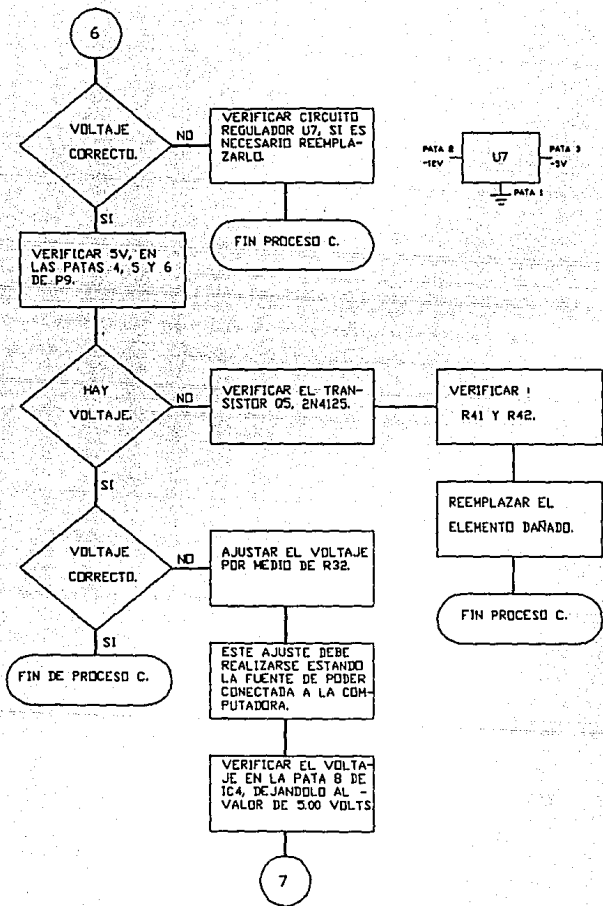 6
VOLTAJE
CORRECTO.
NO
VERIFICAR CIRCUITO
REGULADOR U7, SI ES
NECESARIO REEMPLA-
ZARLO.
FIN PROCESO C.
PATA 2
-12V
U7
PATA 3
-5V
PATA 1
SI
VERIFICAR 5V, EN
LAS PATAS 4, 5 Y 6
DE P9.
HAY
VOLTAJE.
NO
VERIFICAR EL TRAN-
SISTOR Q5, 2N4125.
VERIFICAR :
R41 Y R42.
REEMPLAZAR EL
ELEMENTO DAÑADO.
FIN PROCESO C.
SI
VOLTAJE
CORRECTO.
NO
AJUSTAR EL VOLTAJE
POR MEDIO DE R32.
SI
FIN DE PROCESO C.
ESTE AJUSTE DEBE
REALIZARSE ESTANDO
LA FUENTE DE PODER
CONECTADA A LA COM-
PUTADORA.
VERIFICAR EL VOLTA-
JE EN LA PATA 8 DE
IC4, DEJANDOLO AL -
VALOR DE 5.00 VOLTS
7